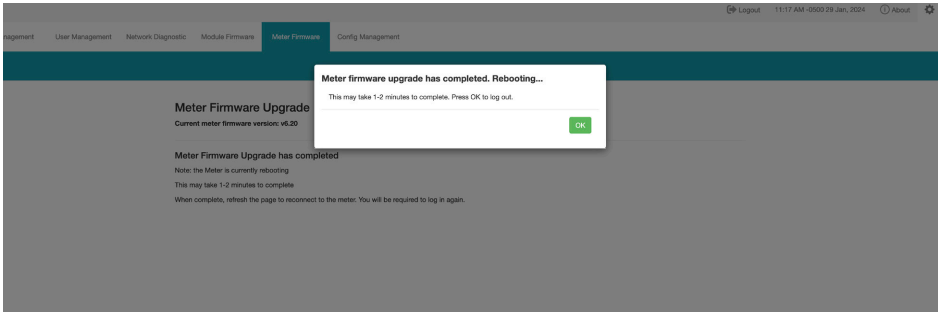 Logout 11:17 AM -0500 29 Jan, 2024 About
nagement User Management Network Diagnostic Module Firmware Meter Firmware Config Management
Meter firmware upgrade has completed. Rebooting...
This may take 1-2 minutes to complete. Press OK to log out.
OK
Meter Firmware Upgrade
Current meter firmware version: v6.20
Meter Firmware Upgrade has completed
Note: the Meter is currently rebooting
This may take 1-2 minutes to complete
When complete, refresh the page to reconnect to the meter. You will be required to log in again.